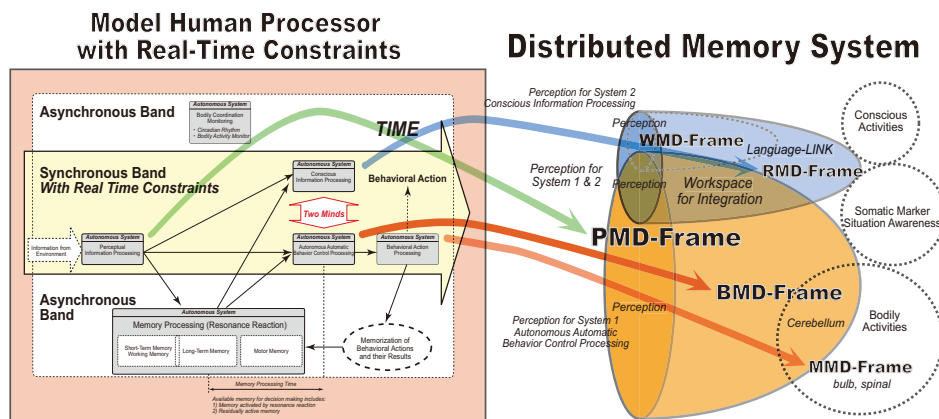 Model Human Processor
with Real-Time Constraints
Distributed Memory System
Asynchronous Band
Autonomous System
Bodily Coordination
Monitoring
・Circadian Rhythm
・Bodily Activity Monitor
TIME
Synchronous Band
With Real Time Constraints
Autonomous System
Conscious
Information Processing
Behavioral Action
Two Minds
Information from
Environment
Autonomous System
Perceptual
Information Processing
Autonomous System
Autonomous Automatic
Behavior Control Processing
Autonomous System
Behavioral Action
Processing
Asynchronous
Band
Autonomous System
Memory Processing (Resonance Reaction)
Short-Term Memory
Working Memory
Long-Term Memory
Motor Memory
Memorization of
Behavioral Actions
and their Results
Memory Processing Time
Available memory for decision making includes:
1) Memory activated by resonance reaction
2) Residually active memory
Perception for System 2
Conscious Information Processing
Perception for
System 1 & 2
Perception for System 1
Autonomous Automatic
Behavior Control Processing
Perception
WMD-Frame
Language-LINK
RMD-Frame
Perception
Workspace
for Integration
PMD-Frame
BMD-Frame
Perception
Cerebellum
MMD-Frame
bulb, spinal
Conscious
Activities
Somatic Marker
Situation Awareness
Bodily
Activities